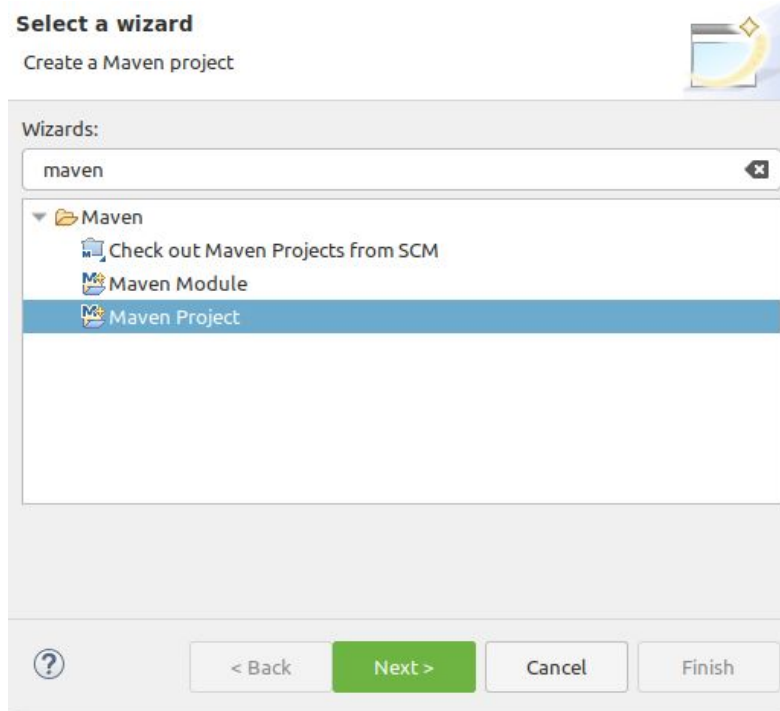 Select a wizard
Create a Maven project
Wizards:
maven
Maven
Check out Maven Projects from SCM
Maven Module
Maven Project
? < Back Next > Cancel Finish